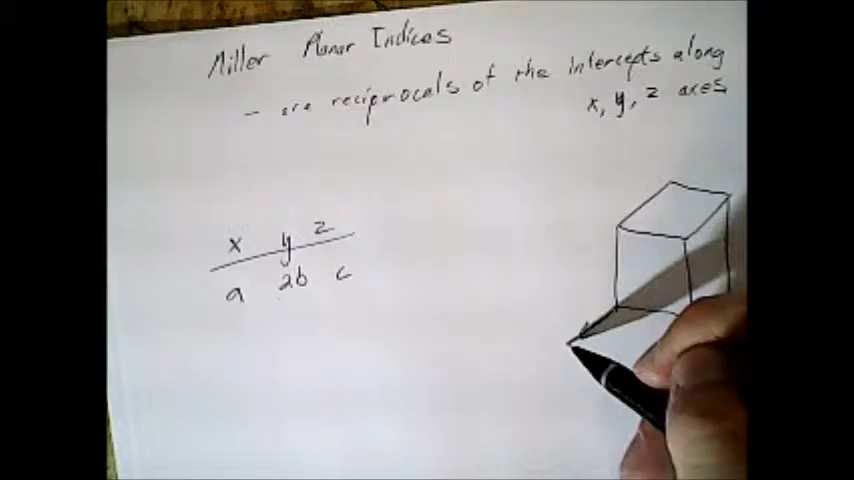 Miller Planar Indices
- are reciprocals of the intercepts along
x, y, z axes
x y z
a 2b c